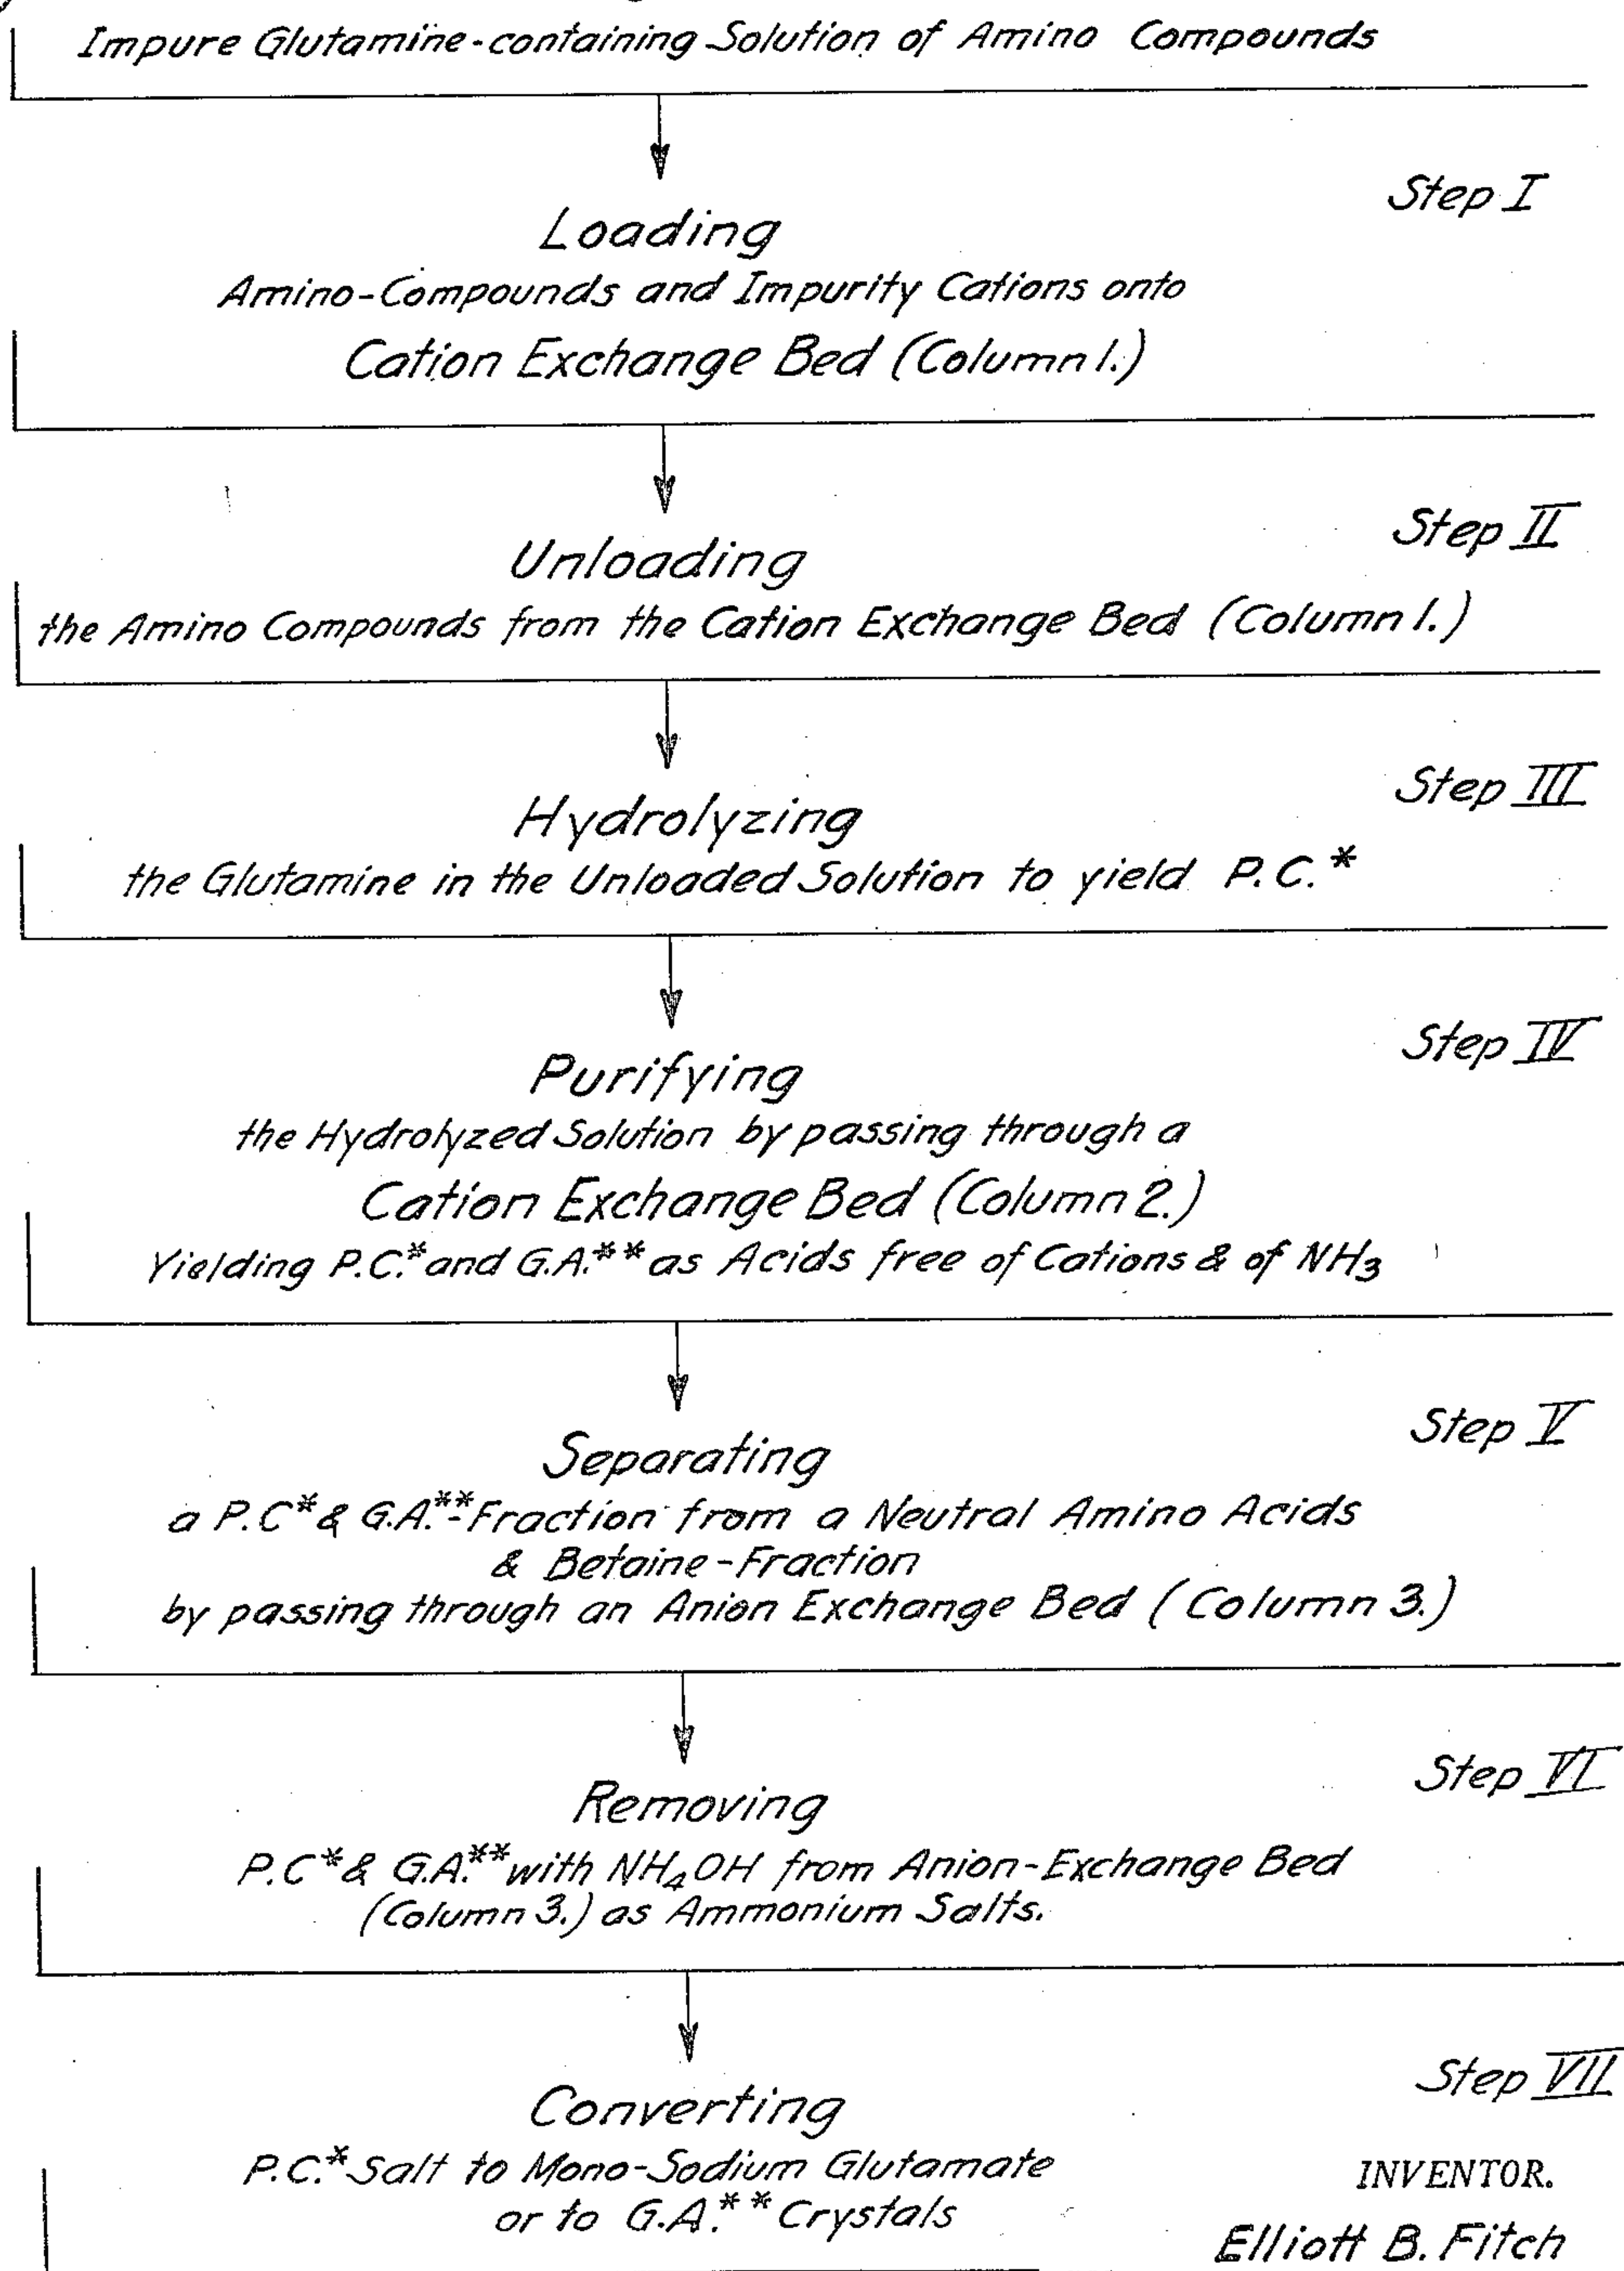 Impure Glutamine-containing Solution of Amino Compounds
Step I
Loading
Amino-Compounds and Impurity Cations onto
Cation Exchange Bed (Column 1.)
Step II
Unloading
the Amino Compounds from the Cation Exchange Bed (Column 1.)
Step III
Hydrolyzing
the Glutamine in the Unloaded Solution to yield P.C.*
Step IV
Purifying
the Hydrolyzed Solution by passing through a
Cation Exchange Bed (Column 2.)
Yielding P.C.* and G.A.** as Acids free of Cations & of NH3
Step V
Separating
a P.C* & G.A.**-Fraction from a Neutral Amino Acids
& Betaine-Fraction
by passing through an Anion Exchange Bed (Column 3.)
Step VI
Removing
P.C* & G.A.** with NH4OH from Anion-Exchange Bed
(Column 3.) as Ammonium Salts.
Step VII
Converting
P.C.* Salt to Mono-Sodium Glutamate
or to G.A.** Crystals
INVENTOR.
Elliott B. Fitch